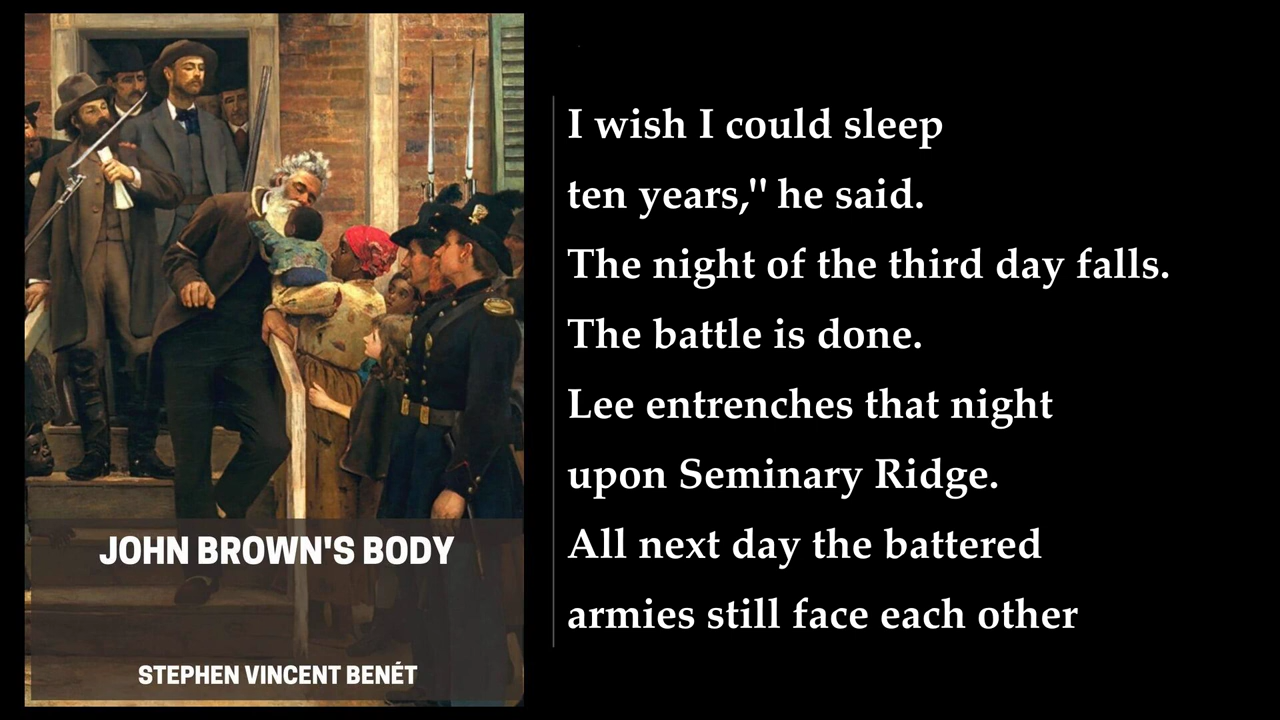 JOHN BROWN'S BODY
STEPHEN VINCENT BENÉT
I wish I could sleep
ten years," he said.
The night of the third day falls.
The battle is done.
Lee entrenches that night
upon Seminary Ridge.
All next day the battered
armies still face each other